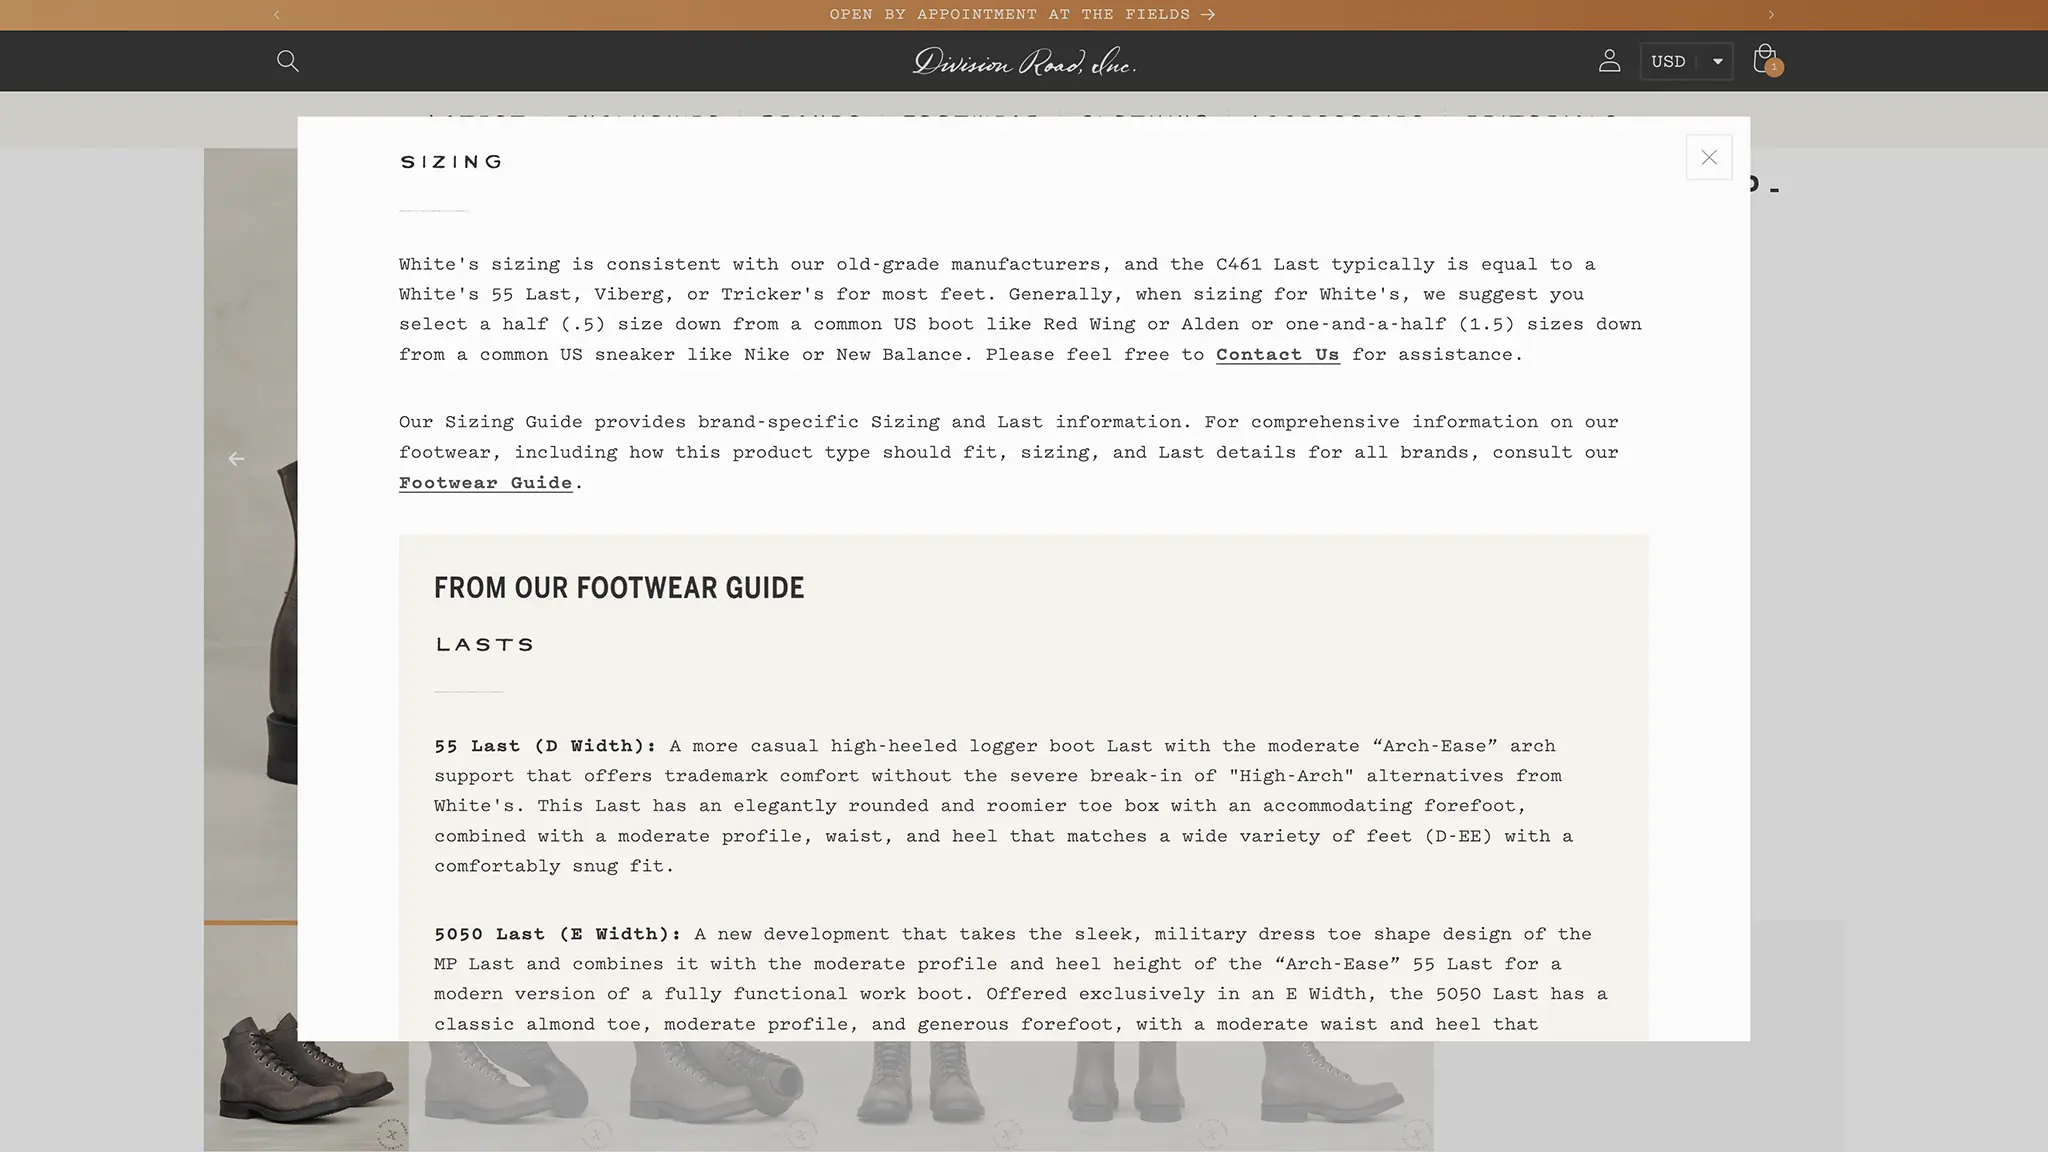 OPEN BY APPOINTMENT AT THE FIELDS →
Division Road, Inc.
USD
1
SIZING
White's sizing is consistent with our old-grade manufacturers, and the C461 Last typically is equal to a
White's 55 Last, Viberg, or Tricker's for most feet. Generally, when sizing for White's, we suggest you
select a half (.5) size down from a common US boot like Red Wing or Alden or one-and-a-half (1.5) sizes down
from a common US sneaker like Nike or New Balance. Please feel free to Contact Us for assistance.
Our Sizing Guide provides brand-specific Sizing and Last information. For comprehensive information on our
footwear, including how this product type should fit, sizing, and Last details for all brands, consult our
Footwear Guide.
FROM OUR FOOTWEAR GUIDE
LASTS
55 Last (D Width): A more casual high-heeled logger boot Last with the moderate “Arch-Ease” arch
support that offers trademark comfort without the severe break-in of "High-Arch" alternatives from
White's. This Last has an elegantly rounded and roomier toe box with an accommodating forefoot,
combined with a moderate profile, waist, and heel that matches a wide variety of feet (D-EE) with a
comfortably snug fit.
5050 Last (E Width): A new development that takes the sleek, military dress toe shape design of the
MP Last and combines it with the moderate profile and heel height of the “Arch-Ease” 55 Last for a
modern version of a fully functional work boot. Offered exclusively in an E Width, the 5050 Last has a
classic almond toe, moderate profile, and generous forefoot, with a moderate waist and heel that